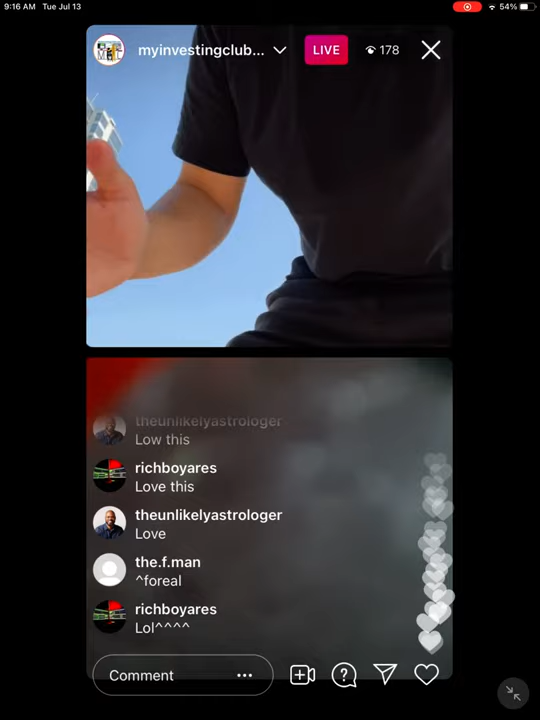 9:16 AM Tue Jul 13
54%
myinvestingclub...
LIVE
178
theunlikelyastrologer
Low this
richboyares
Love this
theunlikelyastrologer
Love
the.f.man
^foreal
richboyares
Lol^^^^
Comment ...